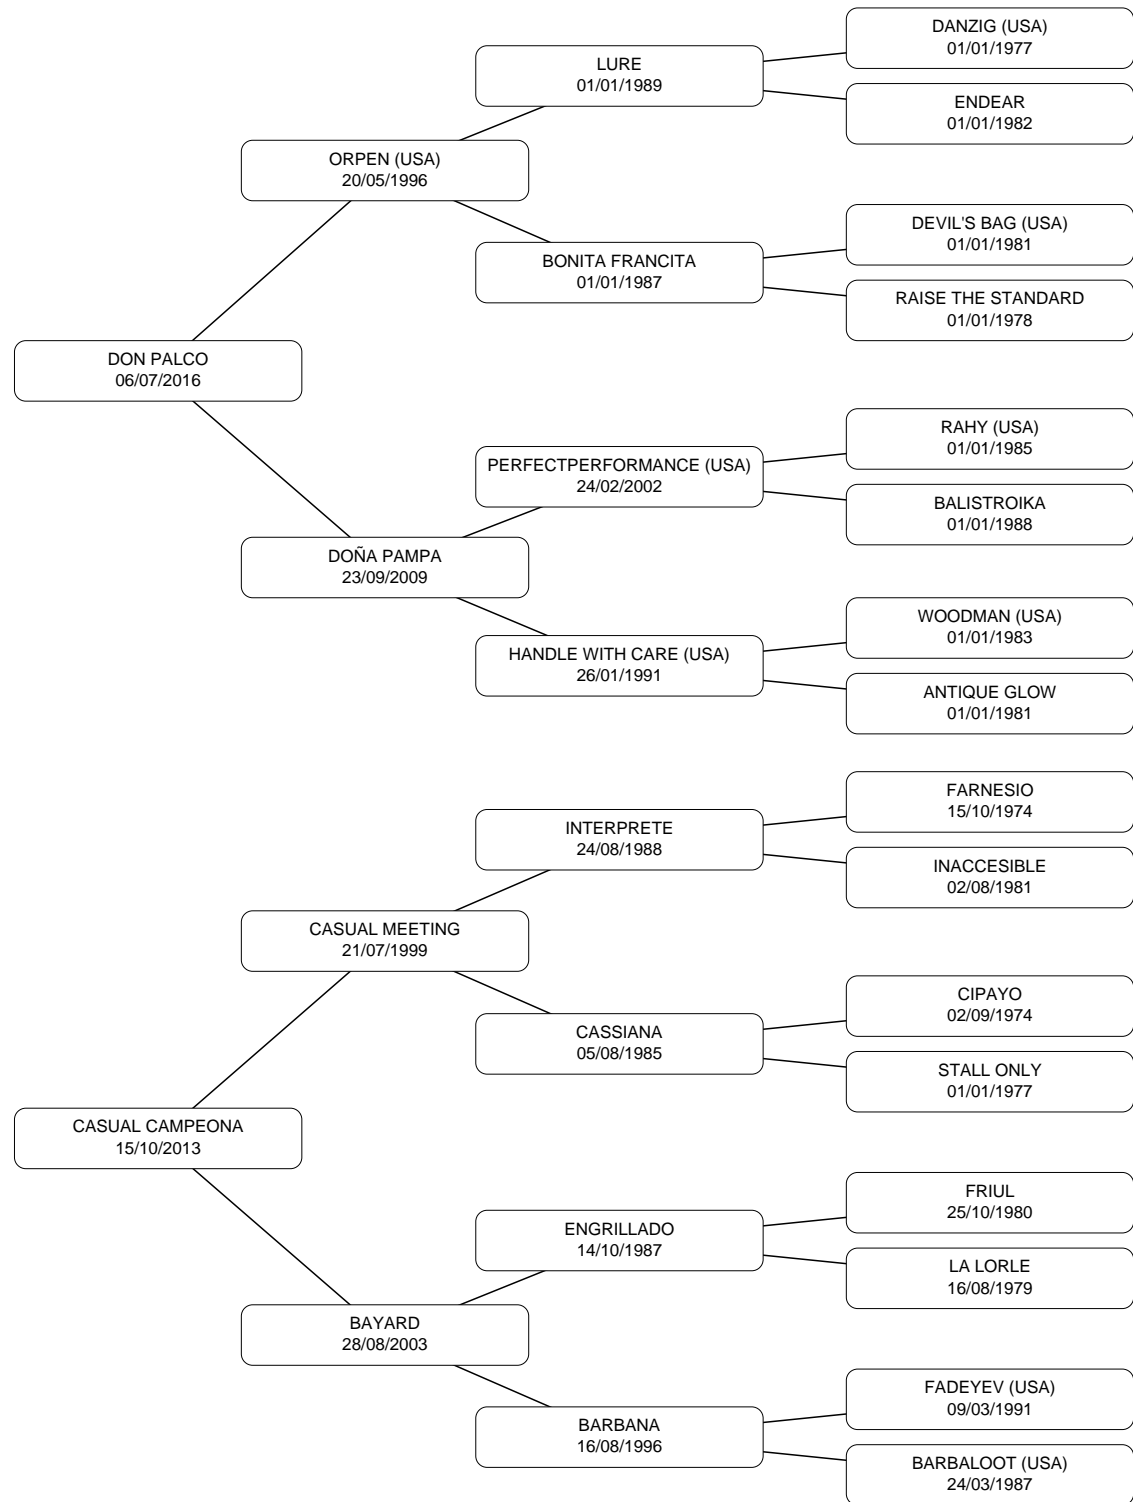 DANZIG (USA)
01/01/1977
LURE
01/01/1989
ENDEAR
01/01/1982
ORPEN (USA)
20/05/1996
DEVIL'S BAG (USA)
01/01/1981
BONITA FRANCITA
01/01/1987
RAISE THE STANDARD
01/01/1978
DON PALCO
06/07/2016
RAHY (USA)
01/01/1985
PERFECTPERFORMANCE (USA)
24/02/2002
BALISTROIKA
01/01/1988
DOÑA PAMPA
23/09/2009
WOODMAN (USA)
01/01/1983
HANDLE WITH CARE (USA)
26/01/1991
ANTIQUE GLOW
01/01/1981
FARNESIO
15/10/1974
INTERPRETE
24/08/1988
INACCESIBLE
02/08/1981
CASUAL MEETING
21/07/1999
CIPAYO
02/09/1974
CASSIANA
05/08/1985
STALL ONLY
01/01/1977
CASUAL CAMPEONA
15/10/2013
FRIUL
25/10/1980
ENGRILLADO
14/10/1987
LA LORLE
16/08/1979
BAYARD
28/08/2003
FADEYEV (USA)
09/03/1991
BARBANA
16/08/1996
BARBALOOT (USA)
24/03/1987